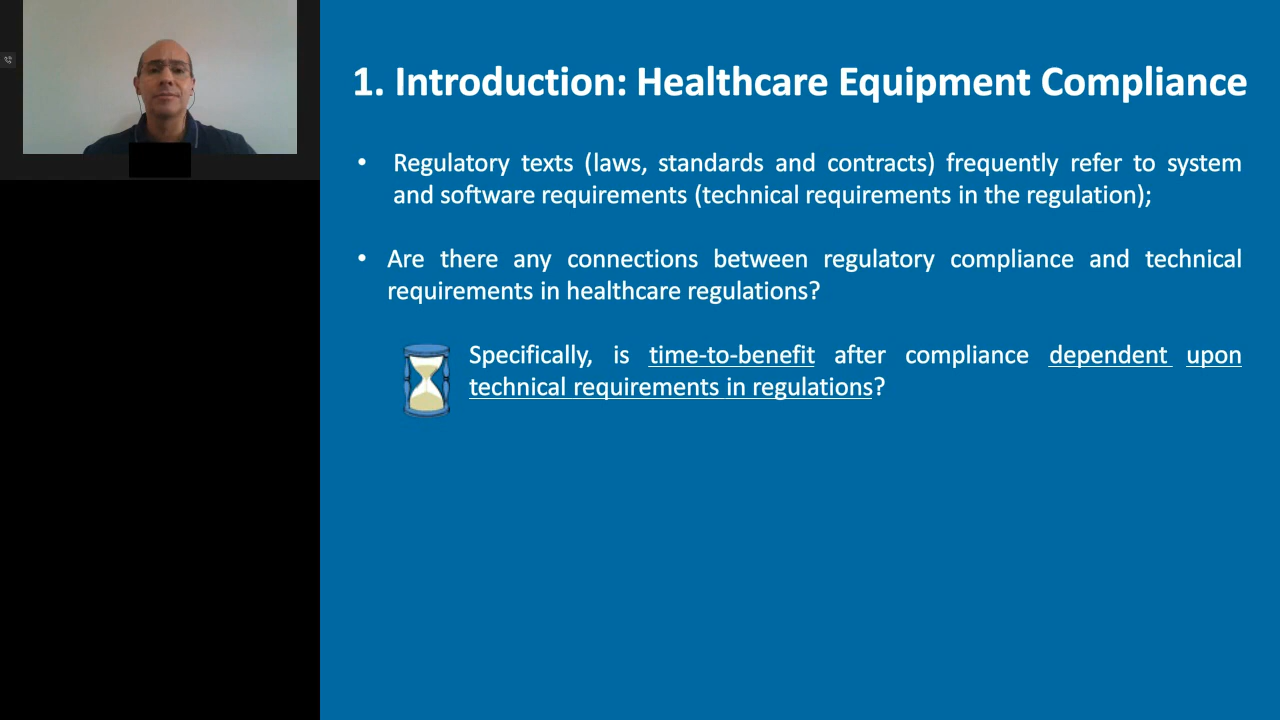 1. Introduction: Healthcare Equipment Compliance
• Regulatory texts (laws, standards and contracts) frequently refer to system
and software requirements (technical requirements in the regulation);
• Are there any connections between regulatory compliance and technical
requirements in healthcare regulations?
Specifically, is time-to-benefit after compliance dependent upon
technical requirements in regulations?